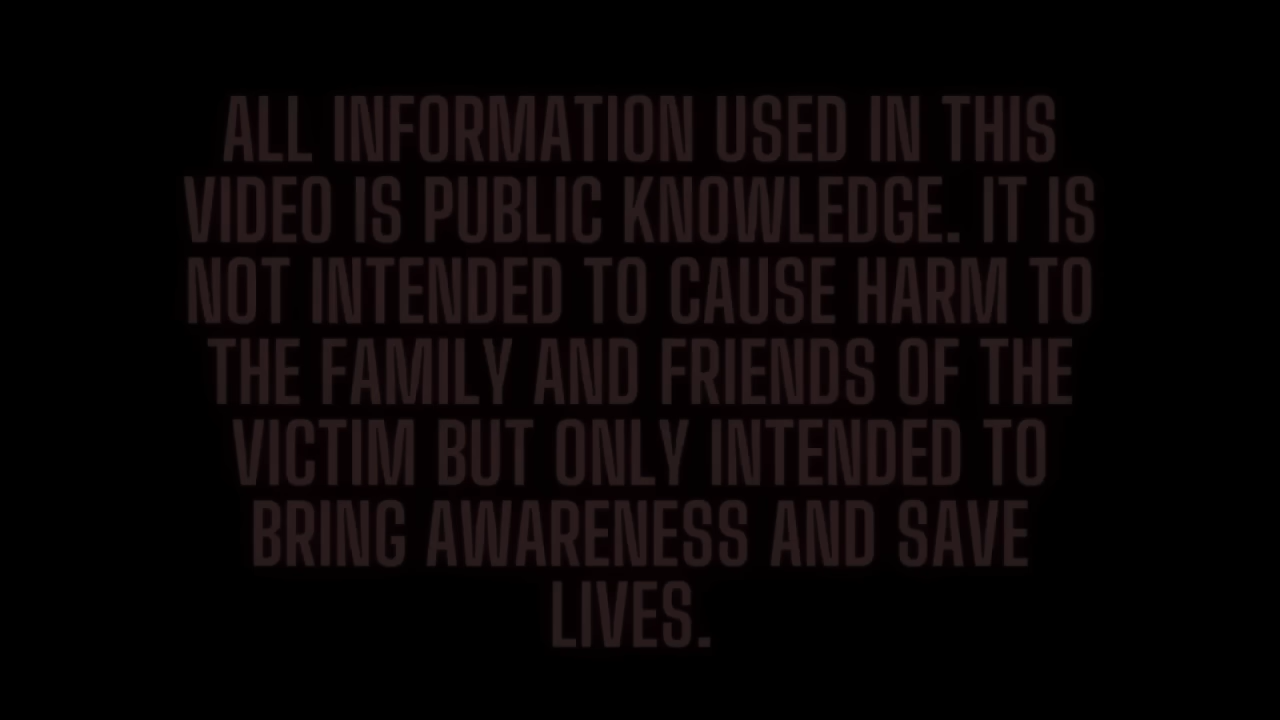 ALL INFORMATION USED IN THIS
VIDEO IS PUBLIC KNOWLEDGE. IT IS
NOT INTENDED TO CAUSE HARM TO
THE FAMILY AND FRIENDS OF THE
VICTIM BUT ONLY INTENDED TO
BRING AWARENESS AND SAVE
LIVES.